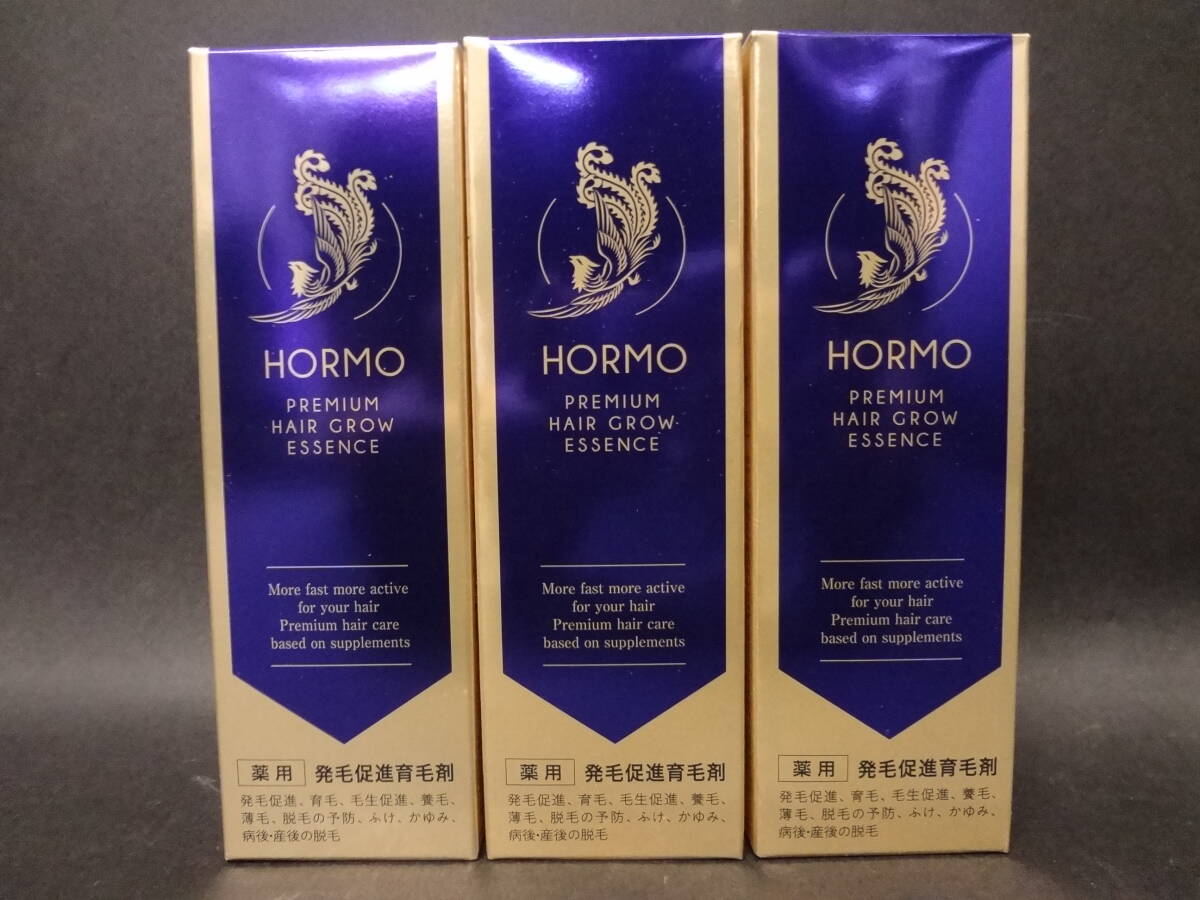 HORMO
PREMIUM
HAIR GROW
ESSENCE
More fast more active
for your hair
Premium hair care
based on supplements
薬用 発毛促進育毛剤
発毛促進、育毛、毛生促進、養毛、
薄毛、脱毛の予防、ふけ、かゆみ、
病後・産後の脱毛
HORMO
PREMIUM
HAIR GROW
ESSENCE
More fast more active
for your hair
Premium hair care
based on supplements
薬用 発毛促進育毛剤
発毛促進、育毛、毛生促進、養毛、
薄毛、脱毛の予防、ふけ、かゆみ、
病後・産後の脱毛
HORMO
PREMIUM
HAIR GROW
ESSENCE
More fast more active
for your hair
Premium hair care
based on supplements
薬用 発毛促進育毛剤
発毛促進、育毛、毛生促進、養毛、
薄毛、脱毛の予防、ふけ、かゆみ、
病後・産後の脱毛